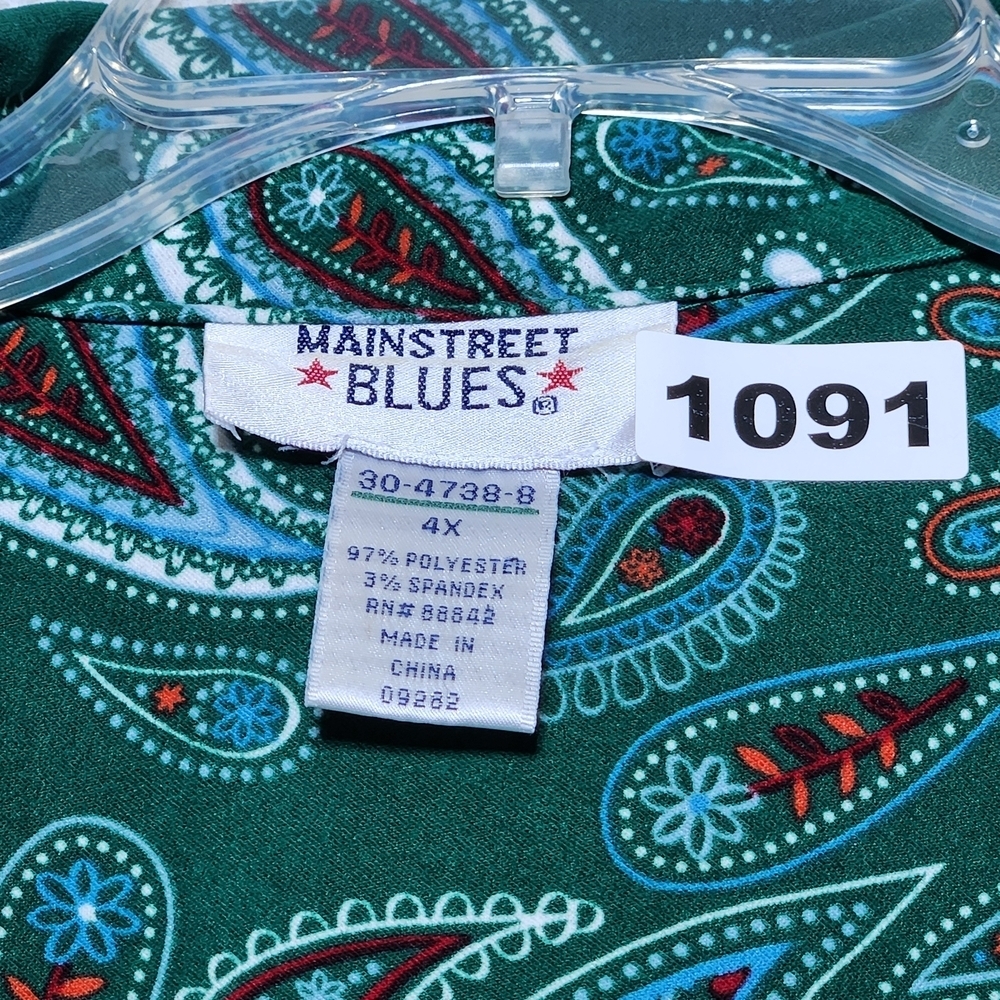 MAINSTREET
BLUES®
1091
30-4738-8
4X
97% POLYESTER
3% SPANDEX
RN# 88842
MADE IN
CHINA
09282